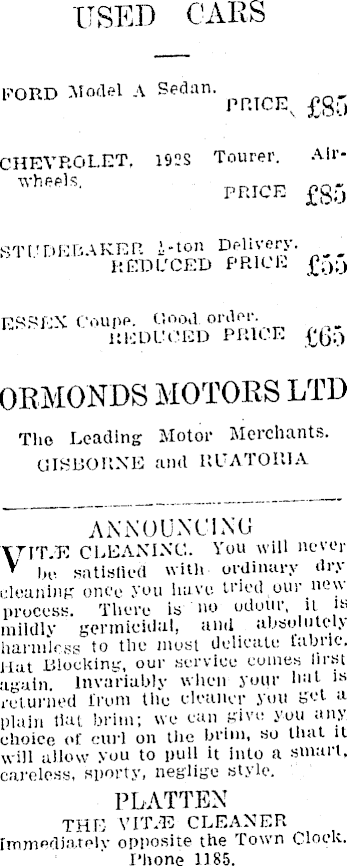 USED CARS
FORD Model A Sedan.
PRICE, £85
CHEVROLET, 1928 Tourer. Air-
wheels.
PRICE £85
STUDEBAKER ½-ton Delivery.
REDUCED PRICE £55
ESSEX Coupe. Good order.
REDUCED PRICE £65
ORMONDS MOTORS LTD
The Leading Motor Merchants.
GISBORNE and RUATORIA
ANNOUNCING
VITÆ CLEANING. You will never
be satisfied with ordinary dry
cleaning once you have tried our new
process. There is no odour, it is
mildly germicidal, and absolutely
harmless to the most delicate fabric.
Hat Blocking, our service comes first
again. Invariably when your hat is
returned from the cleaner you get a
plain flat brim; we can give you any
choice of curl on the brim, so that it
will allow you to pull it into a smart,
careless, sporty, neglige style.
PLATTEN
THE VITÆ CLEANER
Immediately opposite the Town Clock.
Phone 1185.